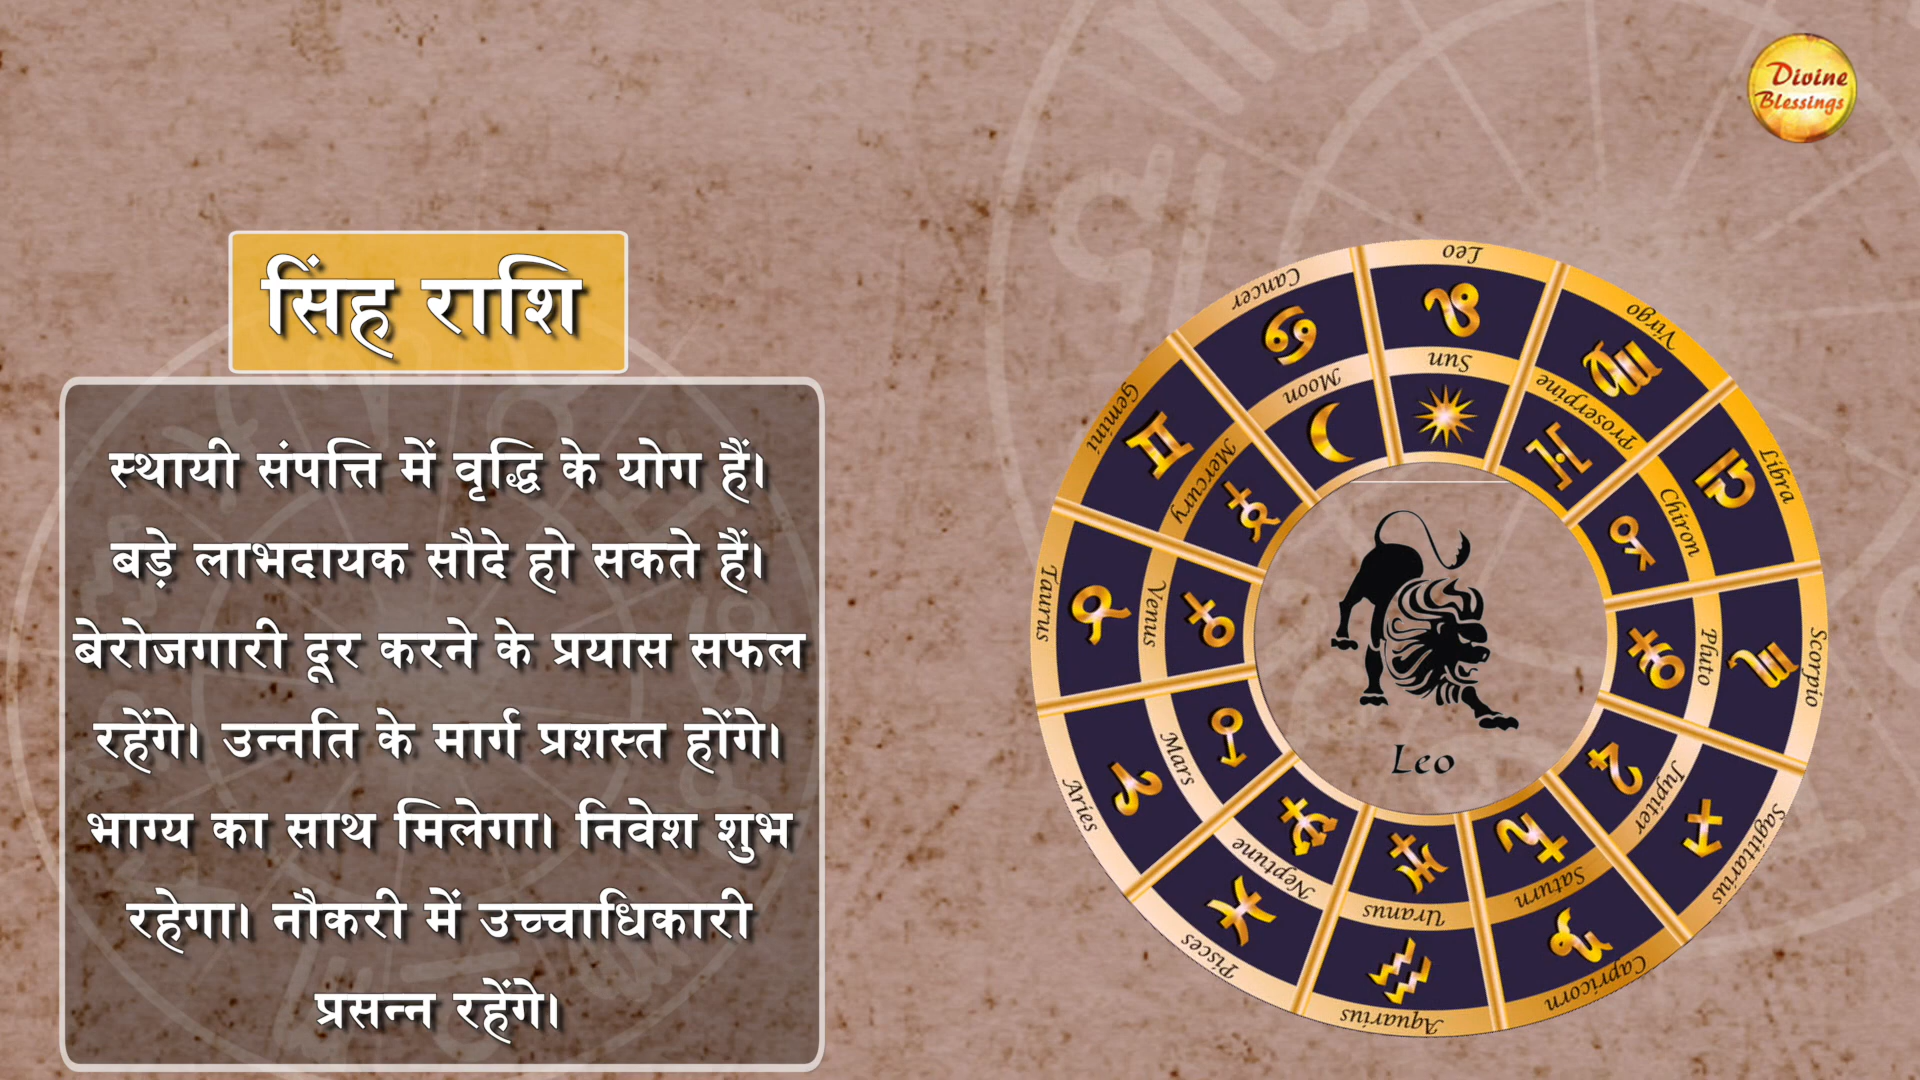 Divine
Blessings
सिंह राशि
स्थायी संपत्ति में वृद्धि के योग हैं।
बड़े लाभदायक सौदे हो सकते हैं।
बेरोजगारी दूर करने के प्रयास सफल
रहेंगे। उन्नति के मार्ग प्रशस्त होंगे।
भाग्य का साथ मिलेगा। निवेश शुभ
रहेगा। नौकरी में उच्चाधिकारी
प्रसन्न रहेंगे।
Leo
Virgo
Libra
Scorpio
Sagittarius
Capricorn
Aquarius
Pisces
Aries
Taurus
Gemini
Cancer
Sun
Proserpine
Chiron
Pluto
Jupiter
Saturn
Uranus
Neptune
Mars
Venus
Mercury
Moon
Leo